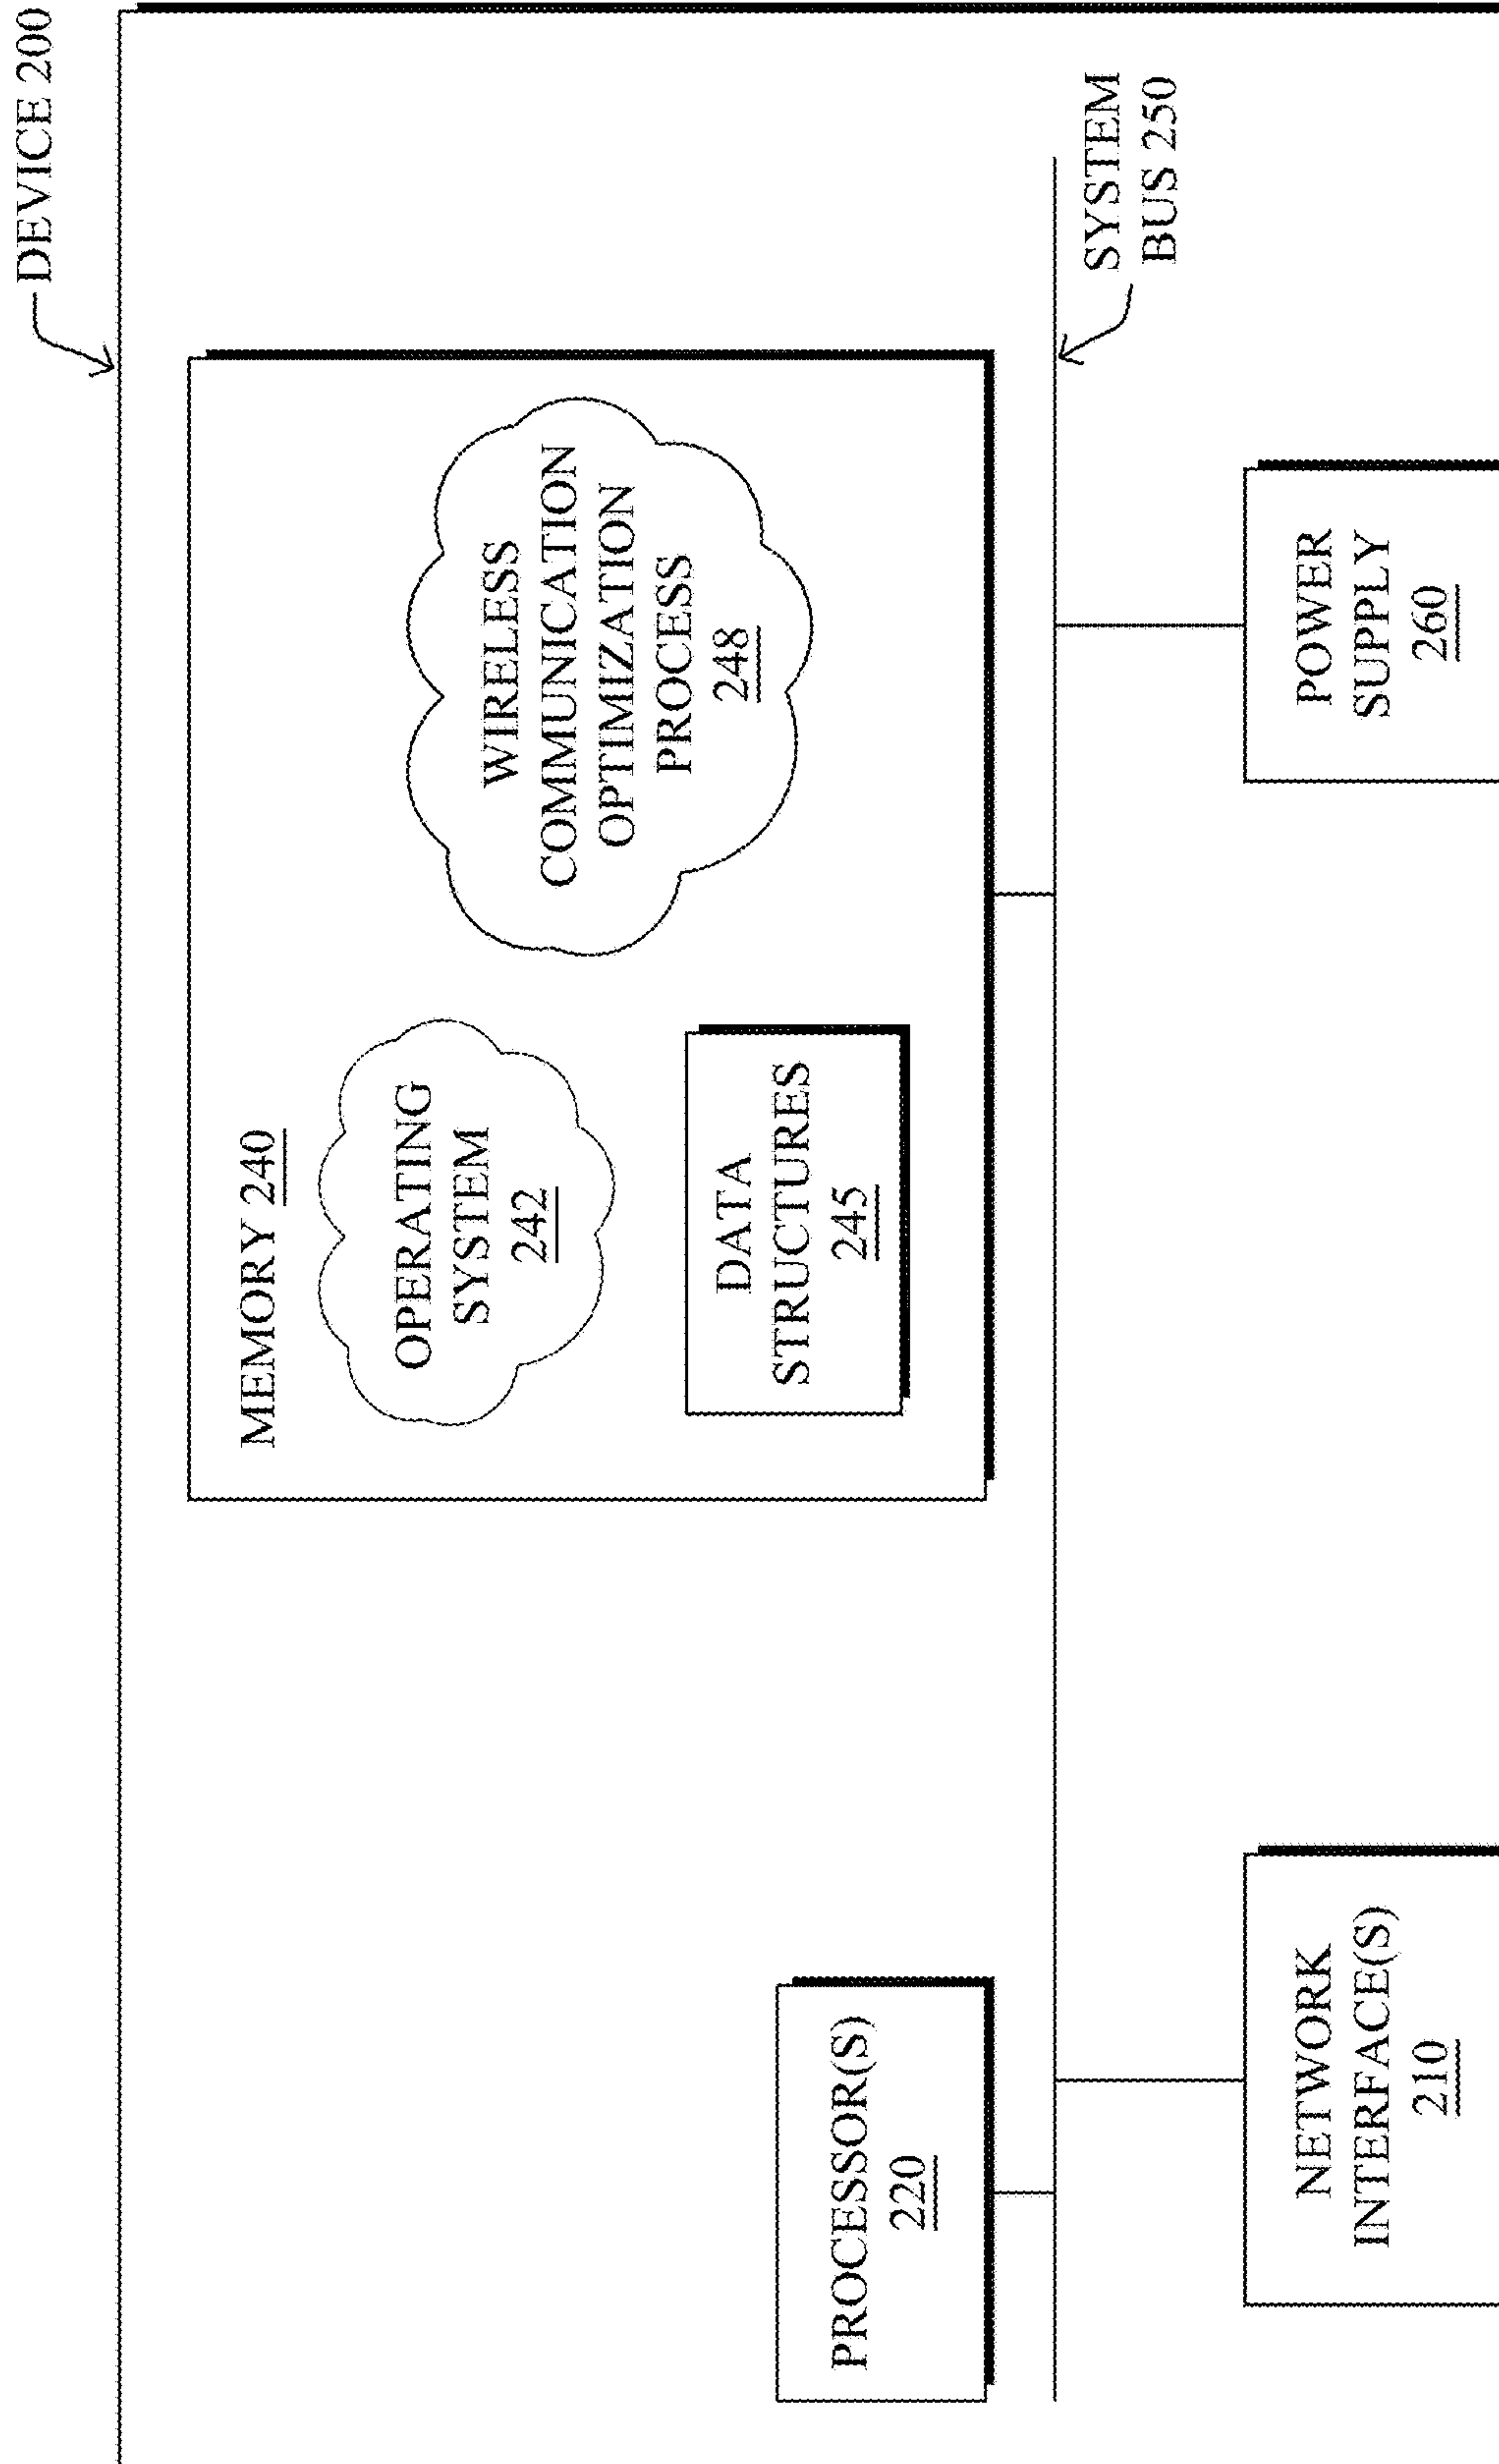 DEVICE 200
MEMORY 240
OPERATING
SYSTEM
242
DATA
STRUCTURES
245
WIRELESS
COMMUNICATION
OPTIMIZATION
PROCESS
248
PROCESSOR(S)
220
SYSTEM
BUS 250
NETWORK
INTERFACE(S)
210
POWER
SUPPLY
260